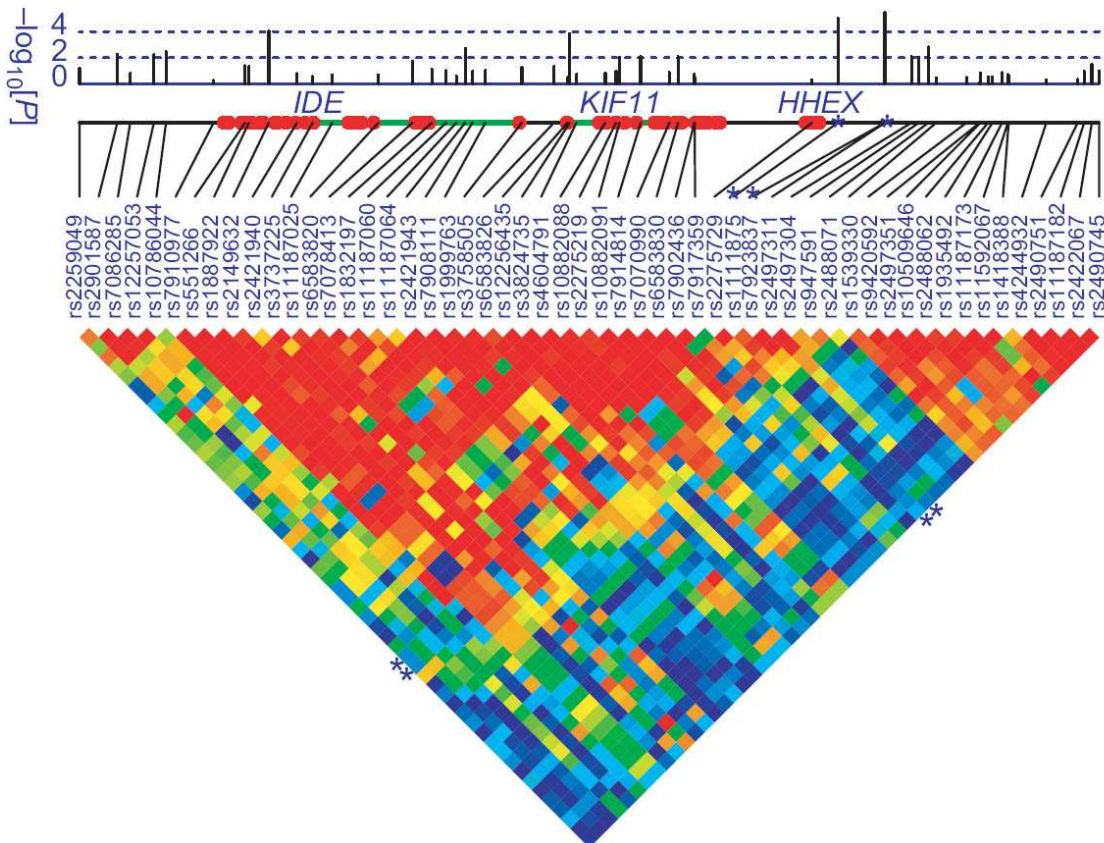 –log₁₀[P]
4
2
0
IDE KIF11 HHEX
* *
* *
rs2259049
rs2901587
rs7086285
rs12257053
rs10786044
rs7910977
rs551266
rs1887922
rs2149632
rs2421940
rs3737225
rs11187025
rs6583820
rs7078413
rs1832197
rs11187060
rs11187064
rs2421943
rs7908111
rs1999763
rs3758505
rs6583826
rs12256435
rs3824735
rs4604791
rs10882088
rs2275219
rs10882091
rs7914814
rs7070990
rs6583830
rs7902436
rs7917359
rs2275729
rs1111875
rs7923837
rs2497311
rs2497304
rs947591
rs2488071
rs1539330
rs9420592
rs2497351
rs10509646
rs2488062
rs1935492
rs11187173
rs11592067
rs1418388
rs4244932
rs2490751
rs11187182
rs2422067
rs2490745
* *
* *